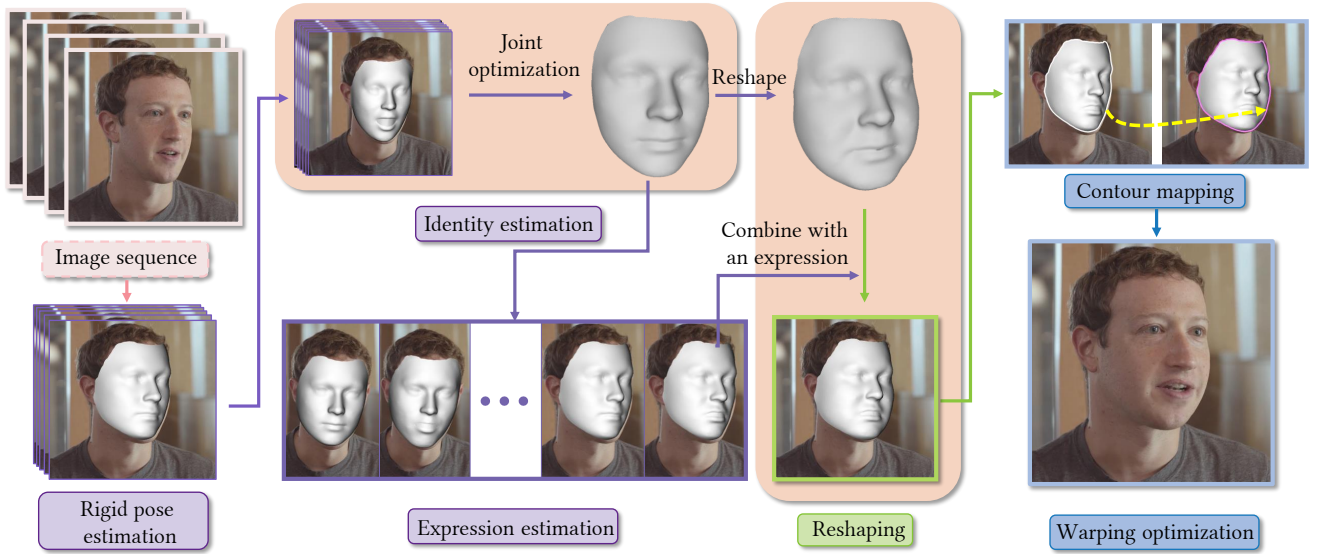 Joint
optimization
Reshape
Contour mapping
Identity estimation
Image sequence
Combine with
an expression
Rigid pose
estimation
Expression estimation
Reshaping
Warping optimization